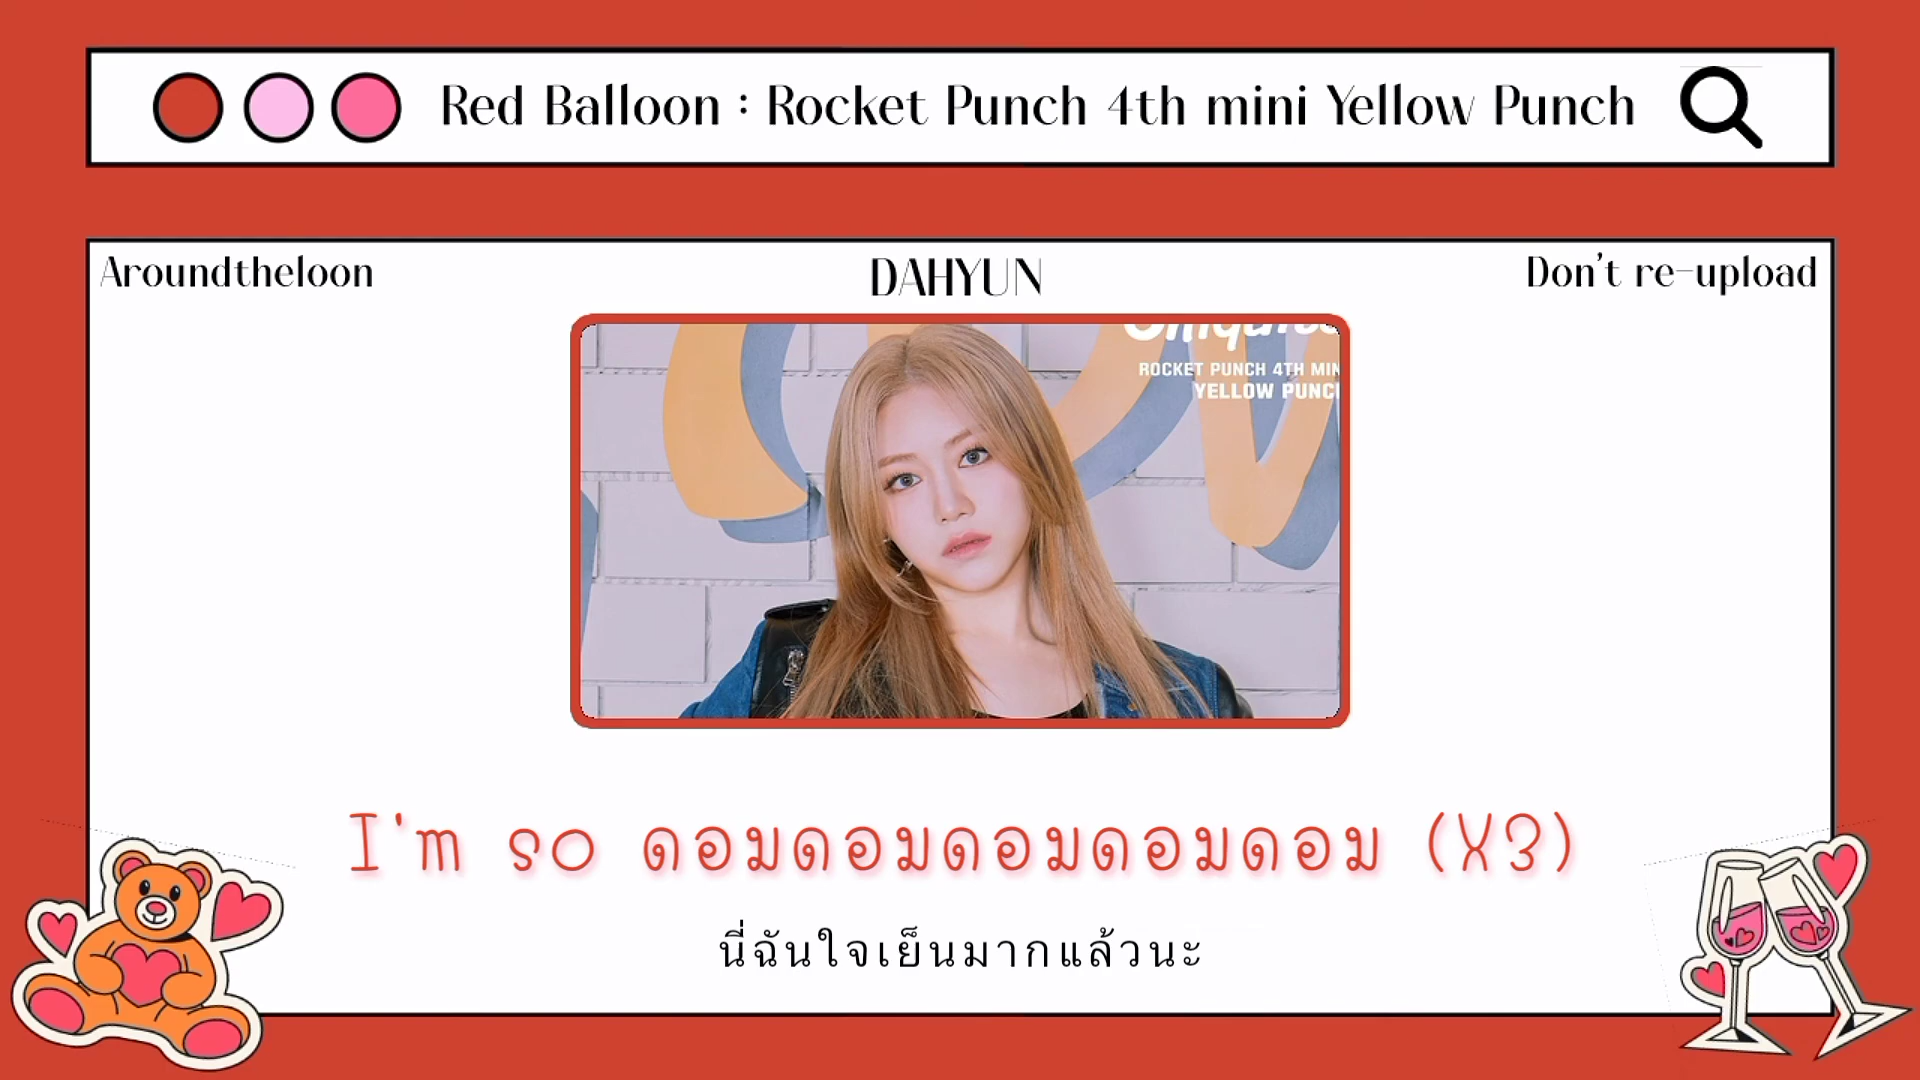 Red Balloon : Rocket Punch 4th mini Yellow Punch
Aroundtheloon
DAHYUN
Don't re-upload
ROCKET PUNCH 4TH MIN
YELLOW PUNC
I'm so ดอมดอมดอมดอมดอม (X3)
นี่ฉันใจเย็นมากแล้วนะ